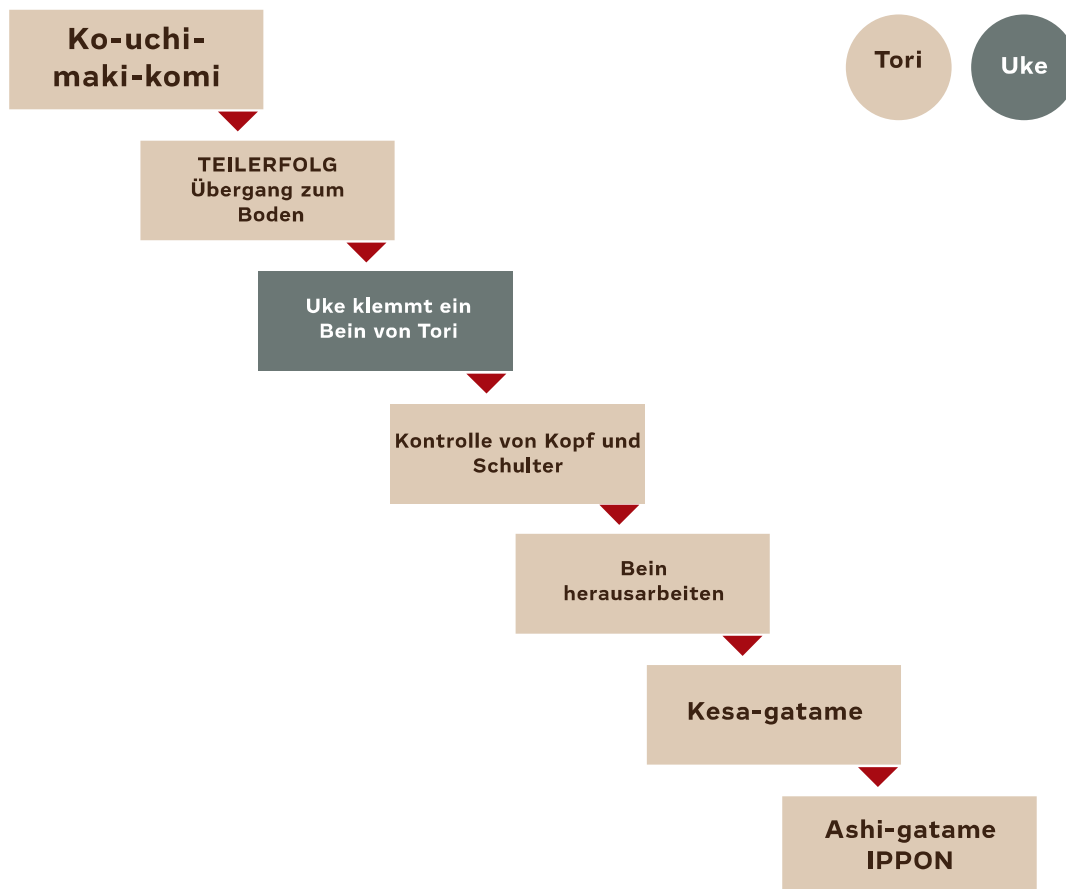 Ko-uchi-
maki-komi
Tori
Uke
TEILERFOLG
Übergang zum
Boden
Uke klemmt ein
Bein von Tori
Kontrolle von Kopf und
Schulter
Bein
herausarbeiten
Kesa-gatame
Ashi-gatame
IPPON